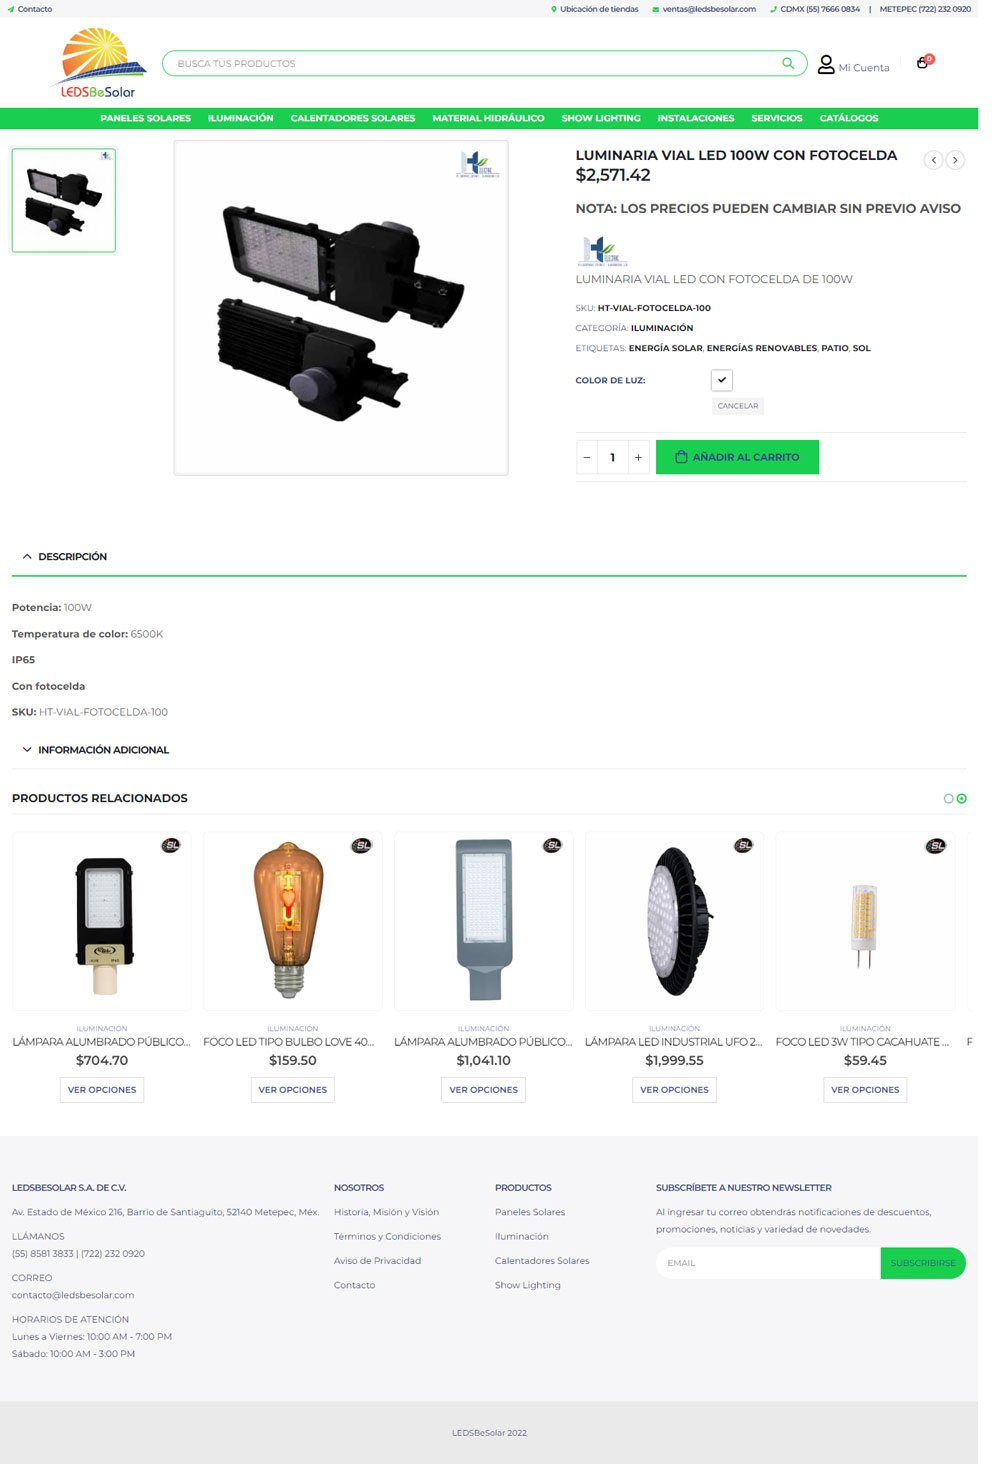 Contacto
Ubicación de tiendas
ventas@ledsbesolar.com
CDMX (55) 7666 0834 | METEPEC (722) 232 0920
LEDSBeSolar
BUSCA TUS PRODUCTOS
Mi Cuenta
0
PANELES SOLARES ILUMINACIÓN CALENTADORES SOLARES MATERIAL HIDRÁULICO SHOW LIGHTING INSTALACIONES SERVICIOS CATÁLOGOS
LUMINARIA VIAL LED 100W CON FOTOCELDA
$2,571.42
NOTA: LOS PRECIOS PUEDEN CAMBIAR SIN PREVIO AVISO
LUMINARIA VIAL LED CON FOTOCELDA DE 100W
SKU: HT-VIAL-FOTOCELDA-100
CATEGORÍA: ILUMINACIÓN
ETIQUETAS: ENERGÍA SOLAR, ENERGÍAS RENOVABLES, PATIO, SOL
COLOR DE LUZ:
CANCELAR
− 1 +
AÑADIR AL CARRITO
DESCRIPCIÓN
Potencia: 100W
Temperatura de color: 6500K
IP65
Con fotocelda
SKU: HT-VIAL-FOTOCELDA-100
INFORMACIÓN ADICIONAL
PRODUCTOS RELACIONADOS
SL
SL
SL
SL
SL
ILUMINACIÓN
LÁMPARA ALUMBRADO PÚBLICO...
$704.70
VER OPCIONES
ILUMINACIÓN
FOCO LED TIPO BULBO LOVE 40...
$159.50
VER OPCIONES
ILUMINACIÓN
LÁMPARA ALUMBRADO PÚBLICO...
$1,041.10
VER OPCIONES
ILUMINACIÓN
LÁMPARA LED INDUSTRIAL UFO 2...
$1,999.55
VER OPCIONES
ILUMINACIÓN
FOCO LED 3W TIPO CACAHUATE ...
$59.45
VER OPCIONES
F
LEDSBESOLAR S.A. DE C.V.
Av. Estado de México 216, Barrio de Santiaguito, 52140 Metepec, Méx.
LLÁMANOS
(55) 8581 3833 | (722) 232 0920
CORREO
contacto@ledsbesolar.com
HORARIOS DE ATENCIÓN
Lunes a Viernes: 10:00 AM - 7:00 PM
Sábado: 10:00 AM - 3:00 PM
NOSOTROS
Historia, Misión y Visión
Términos y Condiciones
Aviso de Privacidad
Contacto
PRODUCTOS
Paneles Solares
Iluminación
Calentadores Solares
Show Lighting
SUBSCRÍBETE A NUESTRO NEWSLETTER
Al ingresar tu correo obtendrás notificaciones de descuentos,
promociones, noticias y variedad de novedades.
EMAIL
SUBSCRIBIRSE
LEDSBeSolar 2022